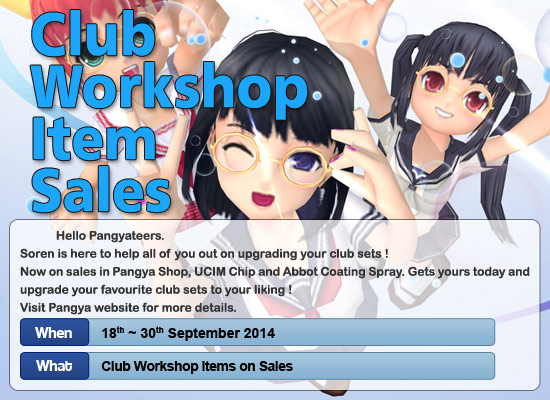 Club
Workshop
Item
Sales
Hello Pangyateers.
Soren is here to help all of you out on upgrading your club sets !
Now on sales in Pangya Shop, UCIM Chip and Abbot Coating Spray. Gets yours today and
upgrade your favourite club sets to your liking !
Visit Pangya website for more details.
When 18th ~ 30th September 2014
What Club Workshop Items on Sales